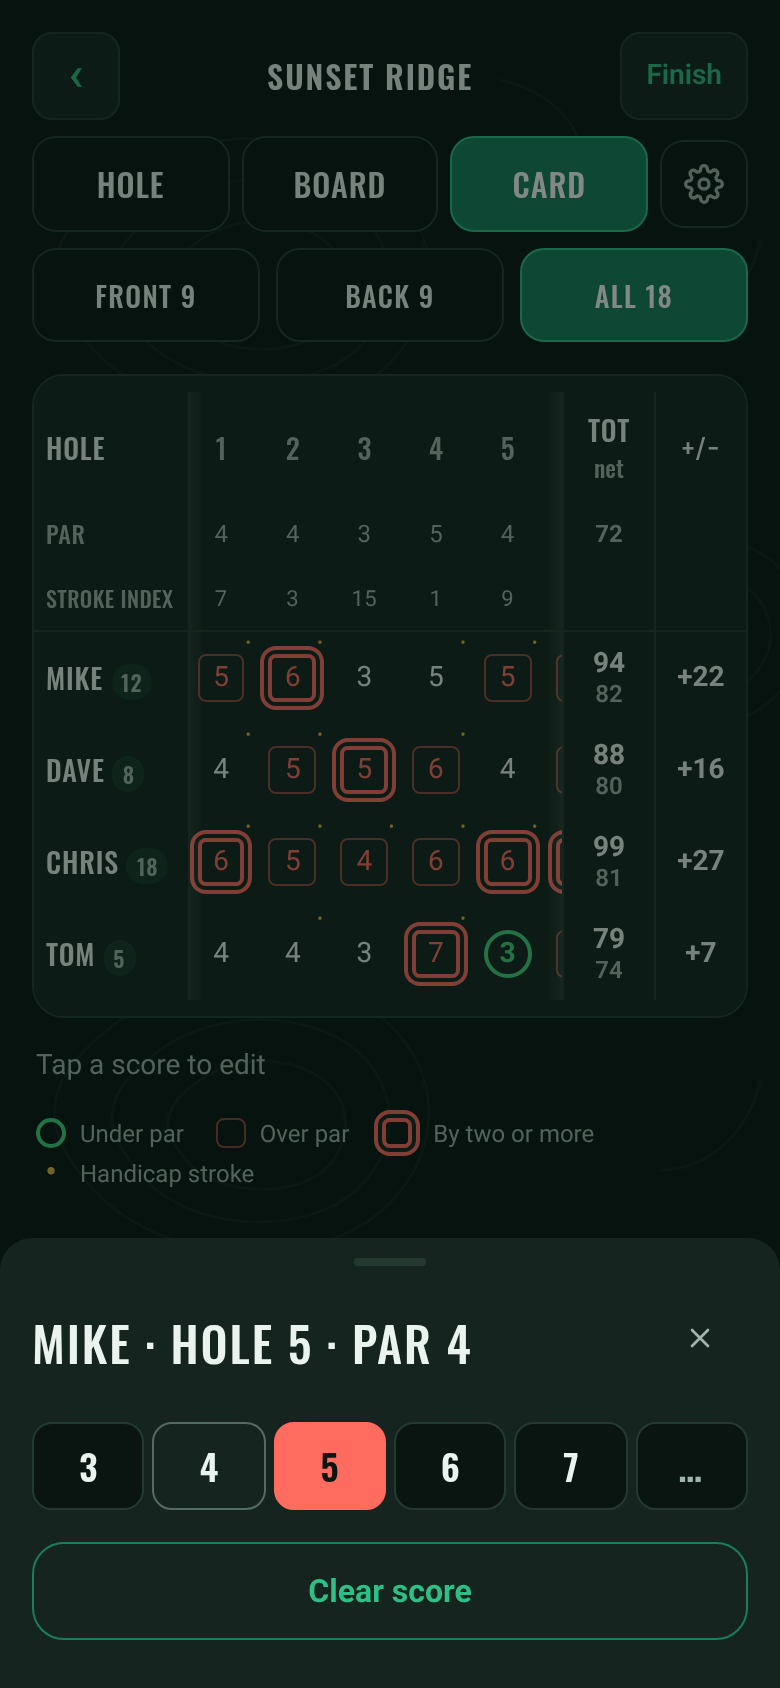 ‹ SUNSET RIDGE Finish
HOLE BOARD CARD
FRONT 9 BACK 9 ALL 18
HOLE 1 2 3 4 5 TOT net +/−
PAR 4 4 3 5 4 72
STROKE INDEX 7 3 15 1 9
MIKE 12 5 6 3 5 5 94 82 +22
DAVE 8 4 5 5 6 4 88 80 +16
CHRIS 18 6 5 4 6 6 99 81 +27
TOM 5 4 4 3 7 3 79 74 +7
Tap a score to edit
Under par Over par By two or more
Handicap stroke
MIKE · HOLE 5 · PAR 4 ×
3 4 5 6 7 ...
Clear score